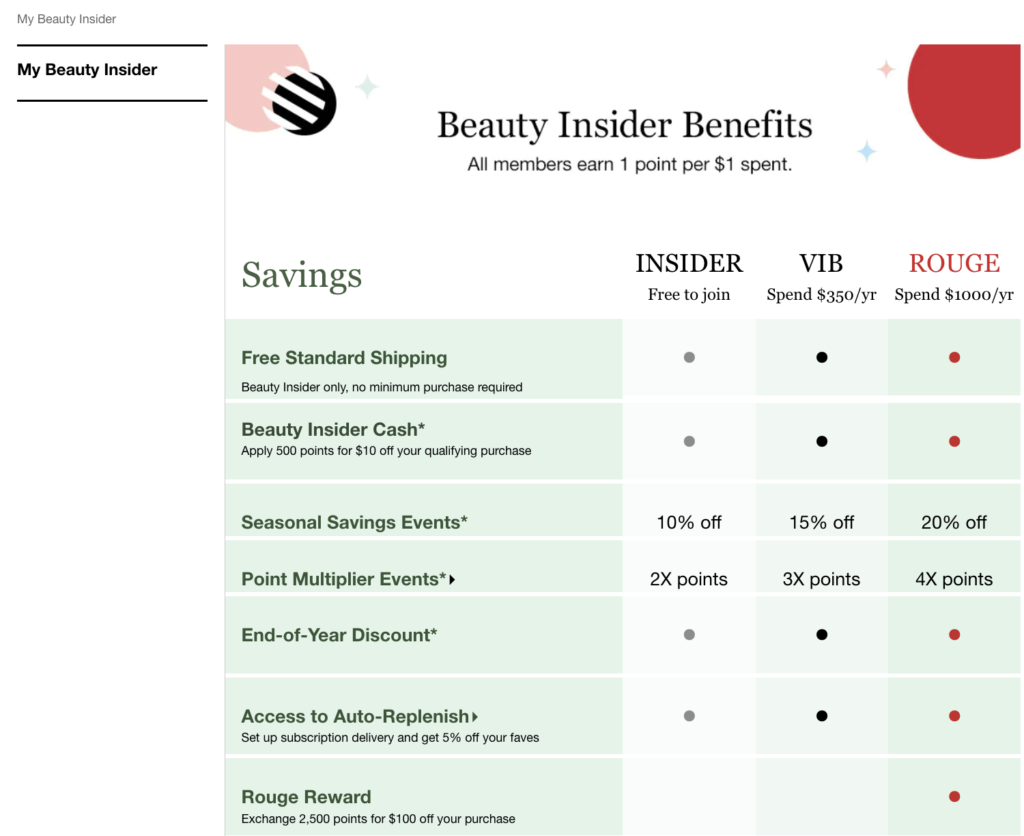 My Beauty Insider
My Beauty Insider
Beauty Insider Benefits
All members earn 1 point per $1 spent.
Savings
INSIDER
Free to join
VIB
Spend $350/yr
ROUGE
Spend $1000/yr
Free Standard Shipping
Beauty Insider only, no minimum purchase required
Beauty Insider Cash*
Apply 500 points for $10 off your qualifying purchase
Seasonal Savings Events* 10% off 15% off 20% off
Point Multiplier Events* 2X points 3X points 4X points
End-of-Year Discount*
Access to Auto-Replenish
Set up subscription delivery and get 5% off your faves
Rouge Reward
Exchange 2,500 points for $100 off your purchase